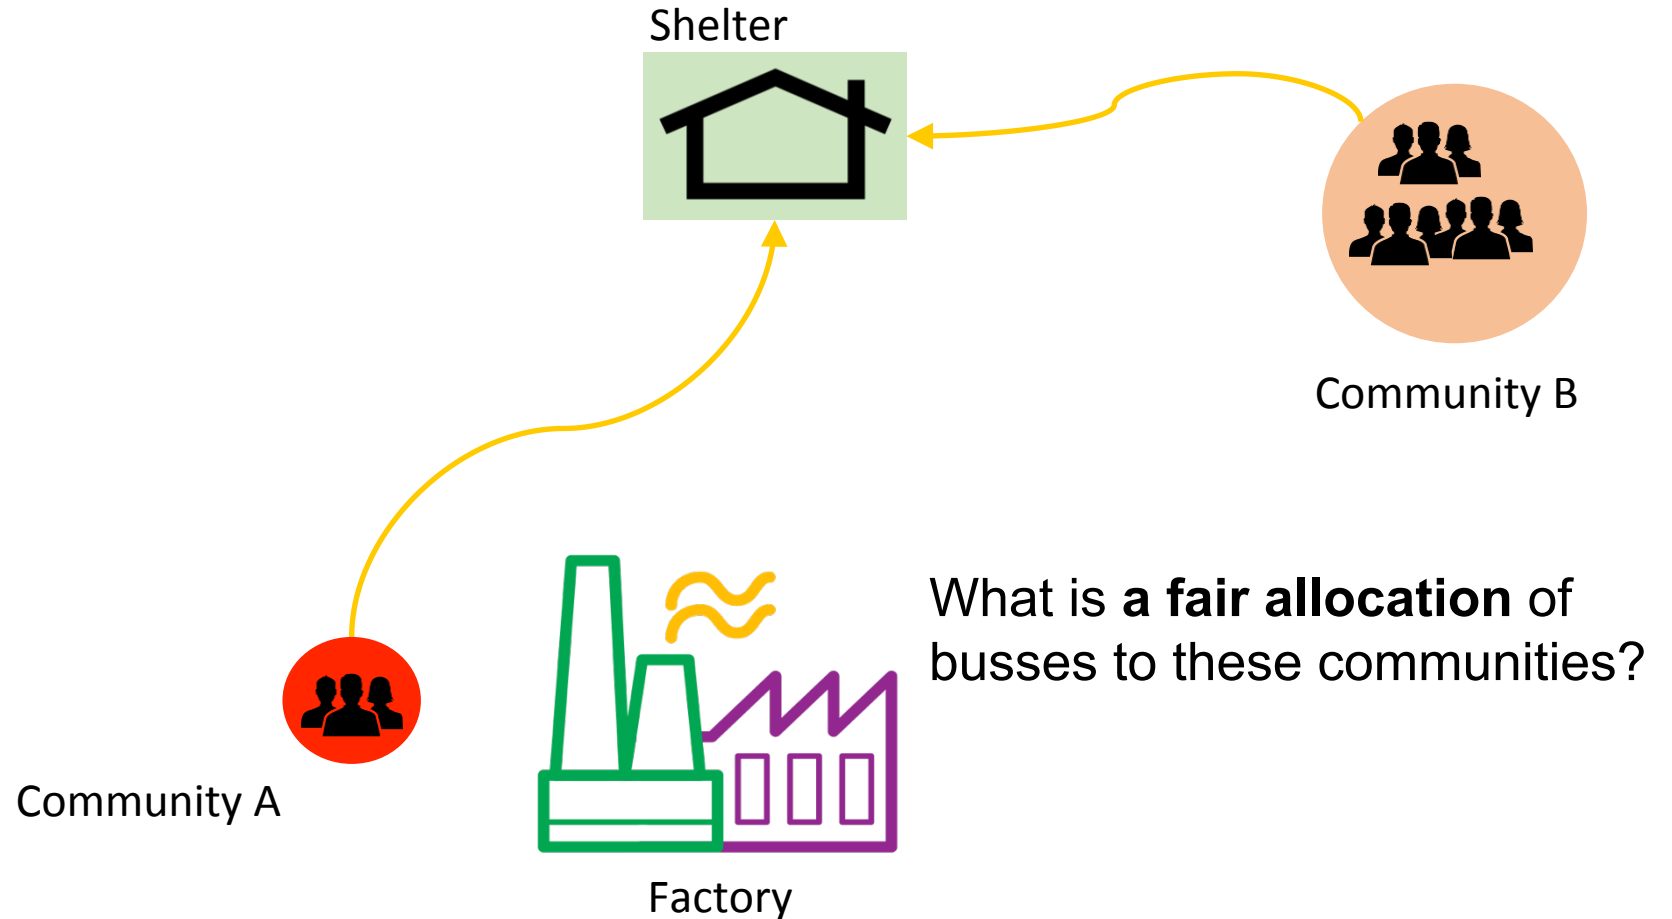 Shelter
Community B
What is a fair allocation of
busses to these communities?
Community A
Factory